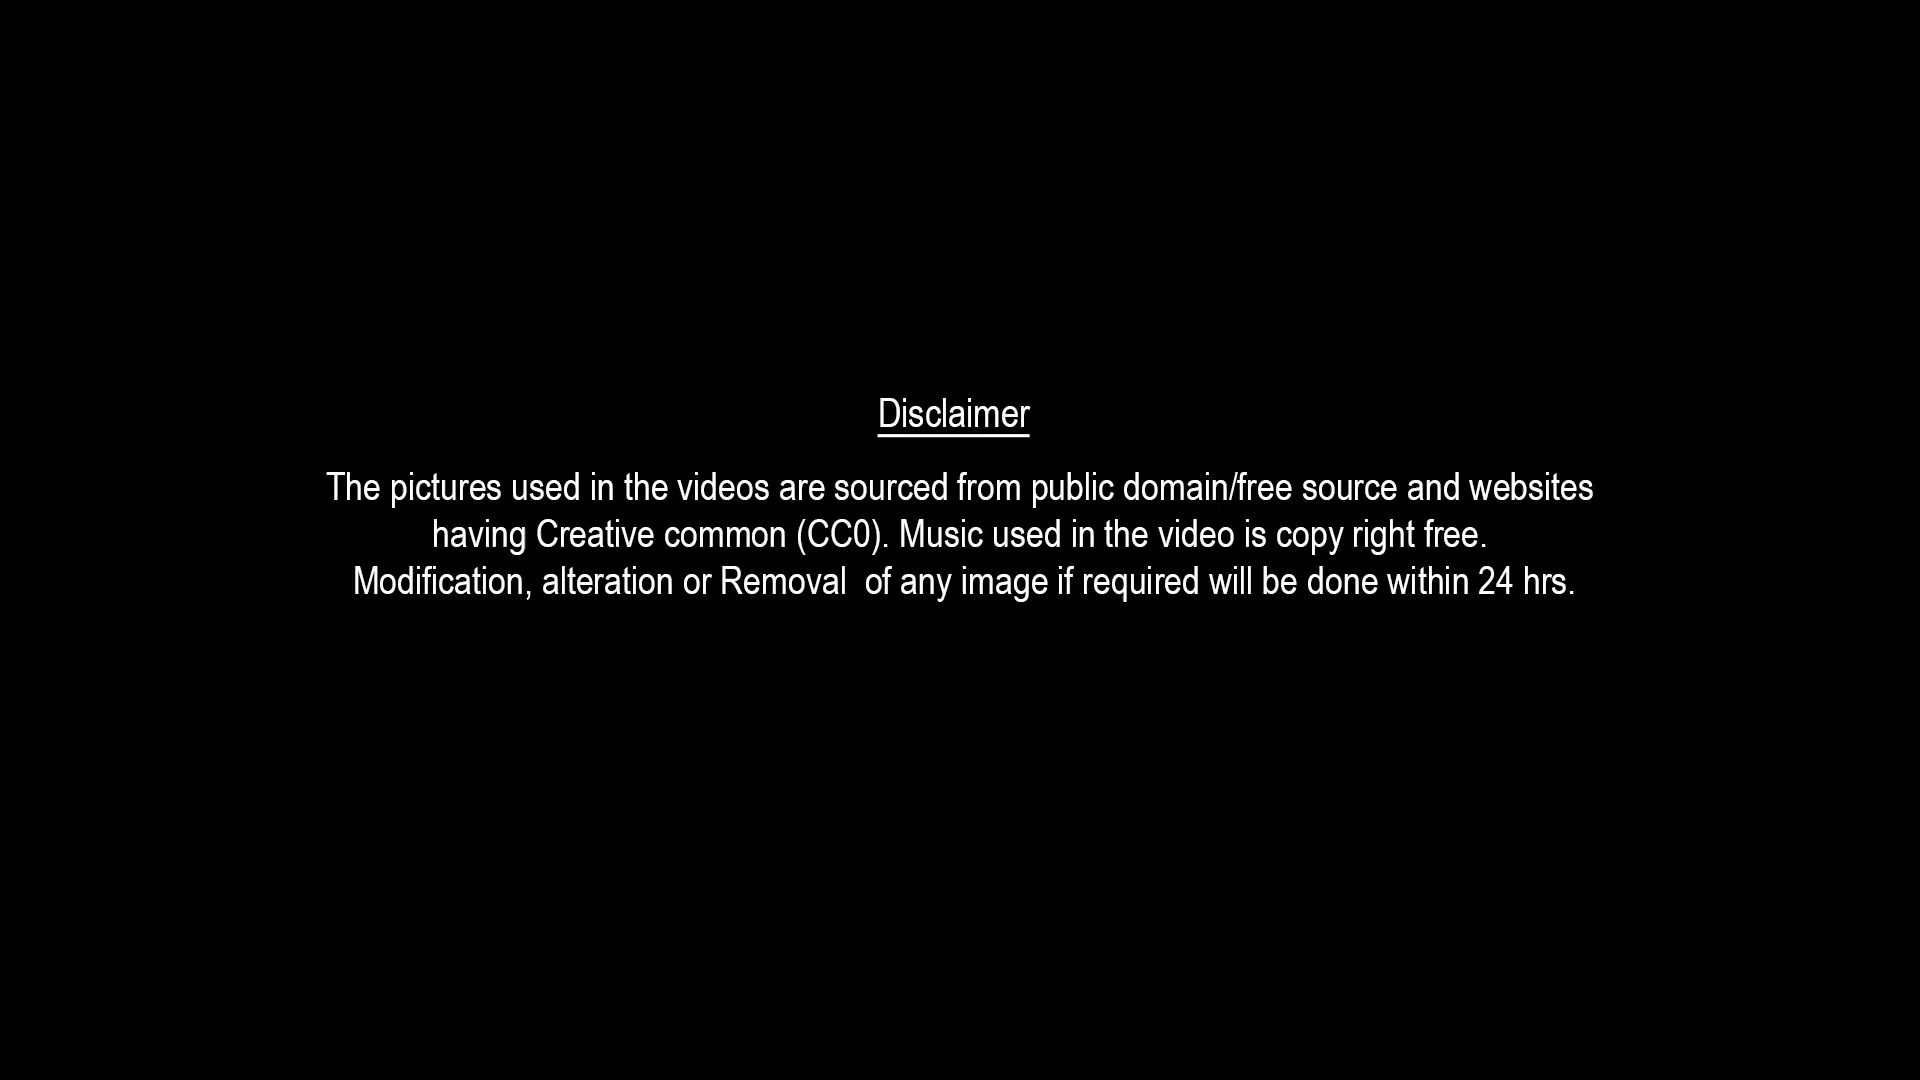 Disclaimer
The pictures used in the videos are sourced from public domain/free source and websites
having Creative common (CC0). Music used in the video is copy right free.
Modification, alteration or Removal  of any image if required will be done within 24 hrs.